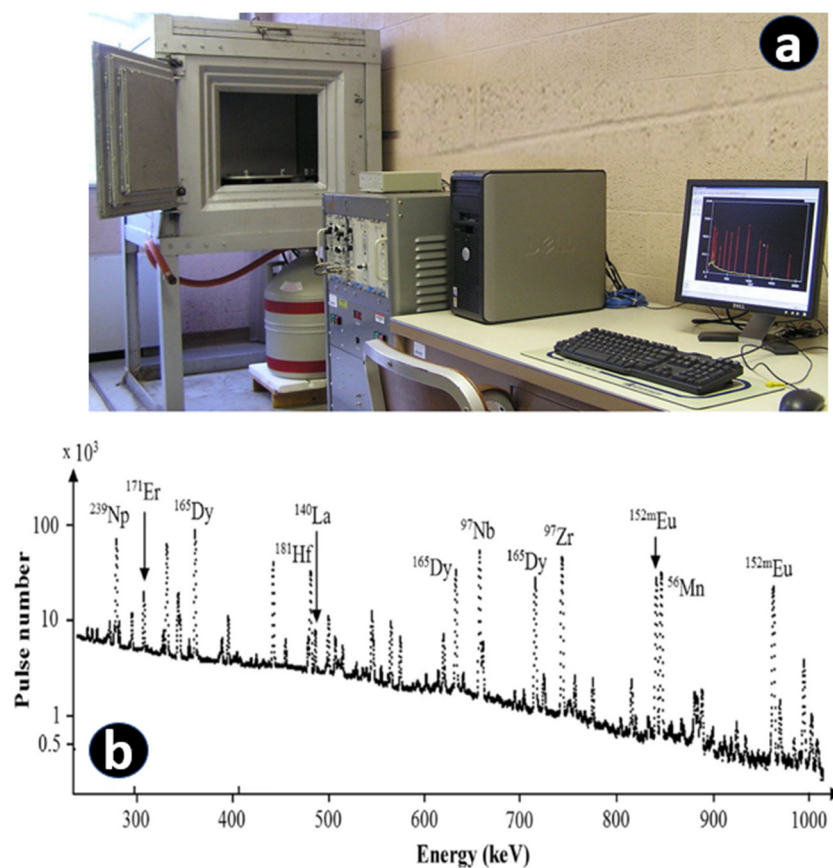 a
DELL
DELL
x 10³
¹⁷¹Er
²³⁹Np
¹⁶⁵Dy
¹⁴⁰La
¹⁸¹Hf
¹⁶⁵Dy
⁹⁷Nb
¹⁶⁵Dy
⁹⁷Zr
¹⁵²ᵐEu
⁵⁶Mn
¹⁵²ᵐEu
100
10
1
0.5
Pulse number
b
300 400 500 600 700 800 900 1000
Energy (keV)